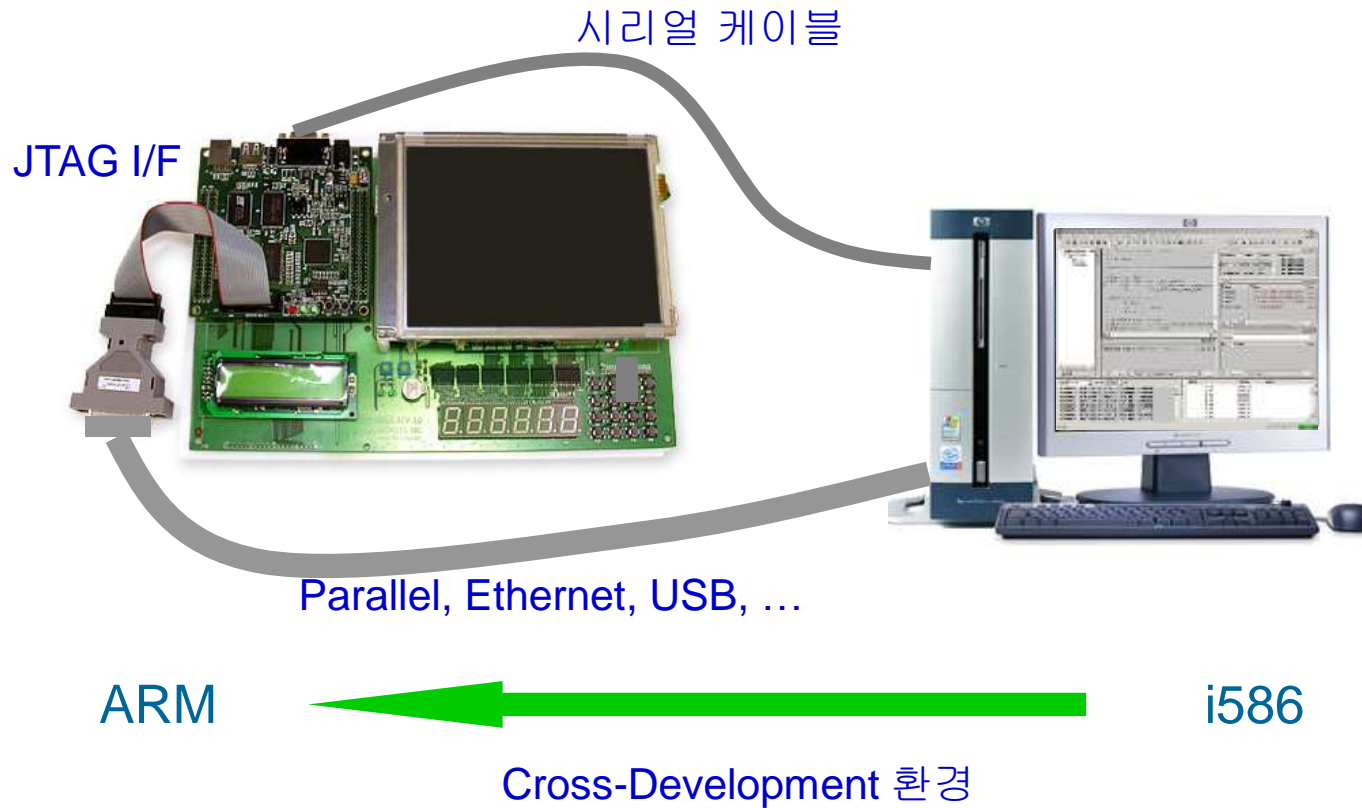 시리얼 케이블
JTAG I/F
Parallel, Ethernet, USB, …
ARM
i586
Cross-Development 환경